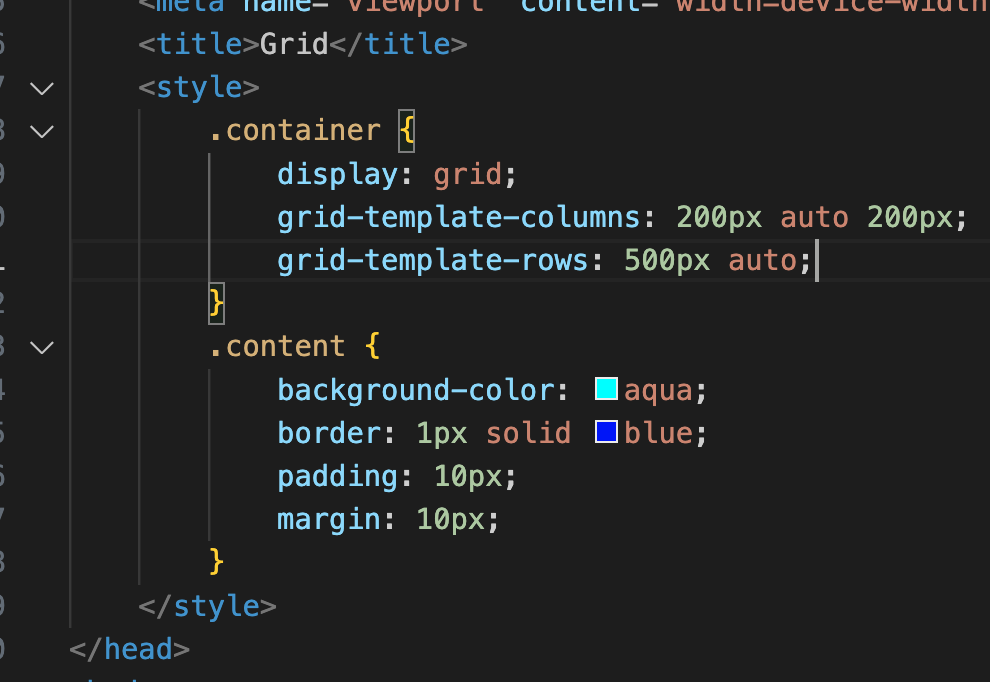 <meta name="viewport" content="width=device-width
<title>Grid</title>
<style>
.container {
display: grid;
grid-template-columns: 200px auto 200px;
grid-template-rows: 500px auto;
}
.content {
background-color: aqua;
border: 1px solid blue;
padding: 10px;
margin: 10px;
}
</style>
</head>